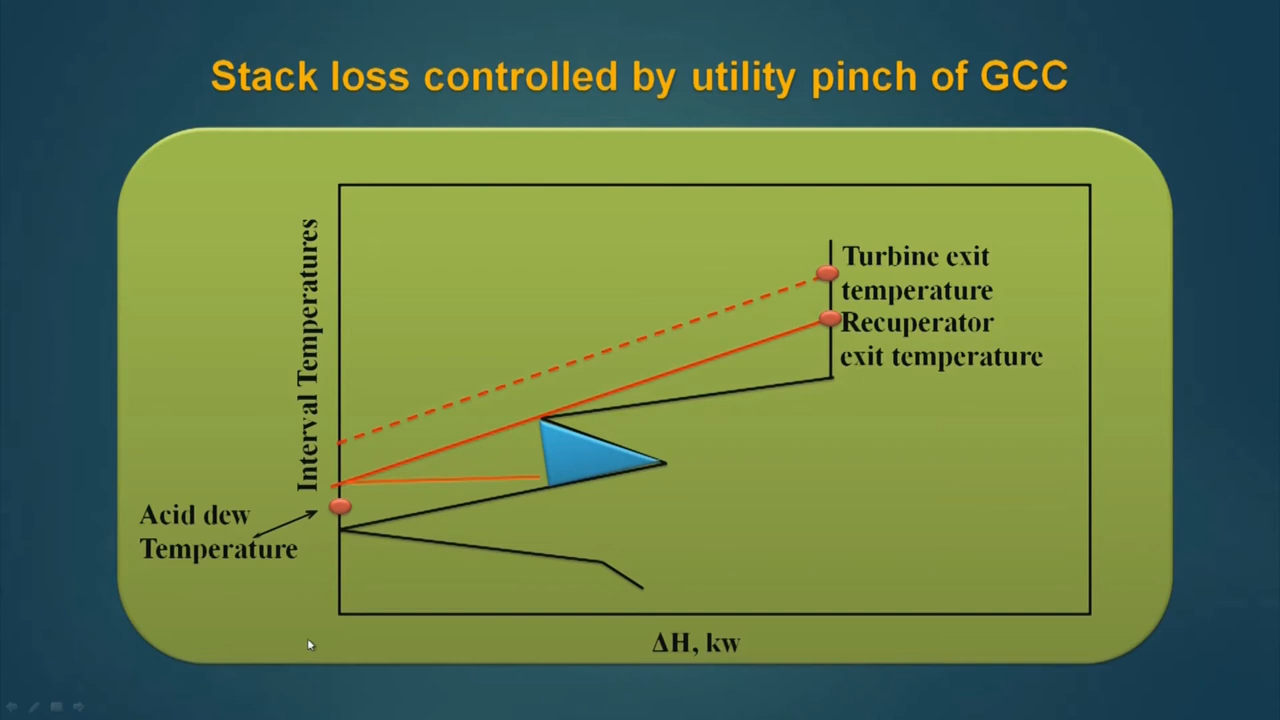 Stack loss controlled by utility pinch of GCC
Interval Temperatures
Turbine exit
temperature
Recuperator
exit temperature
Acid dew
Temperature
ΔH, kw